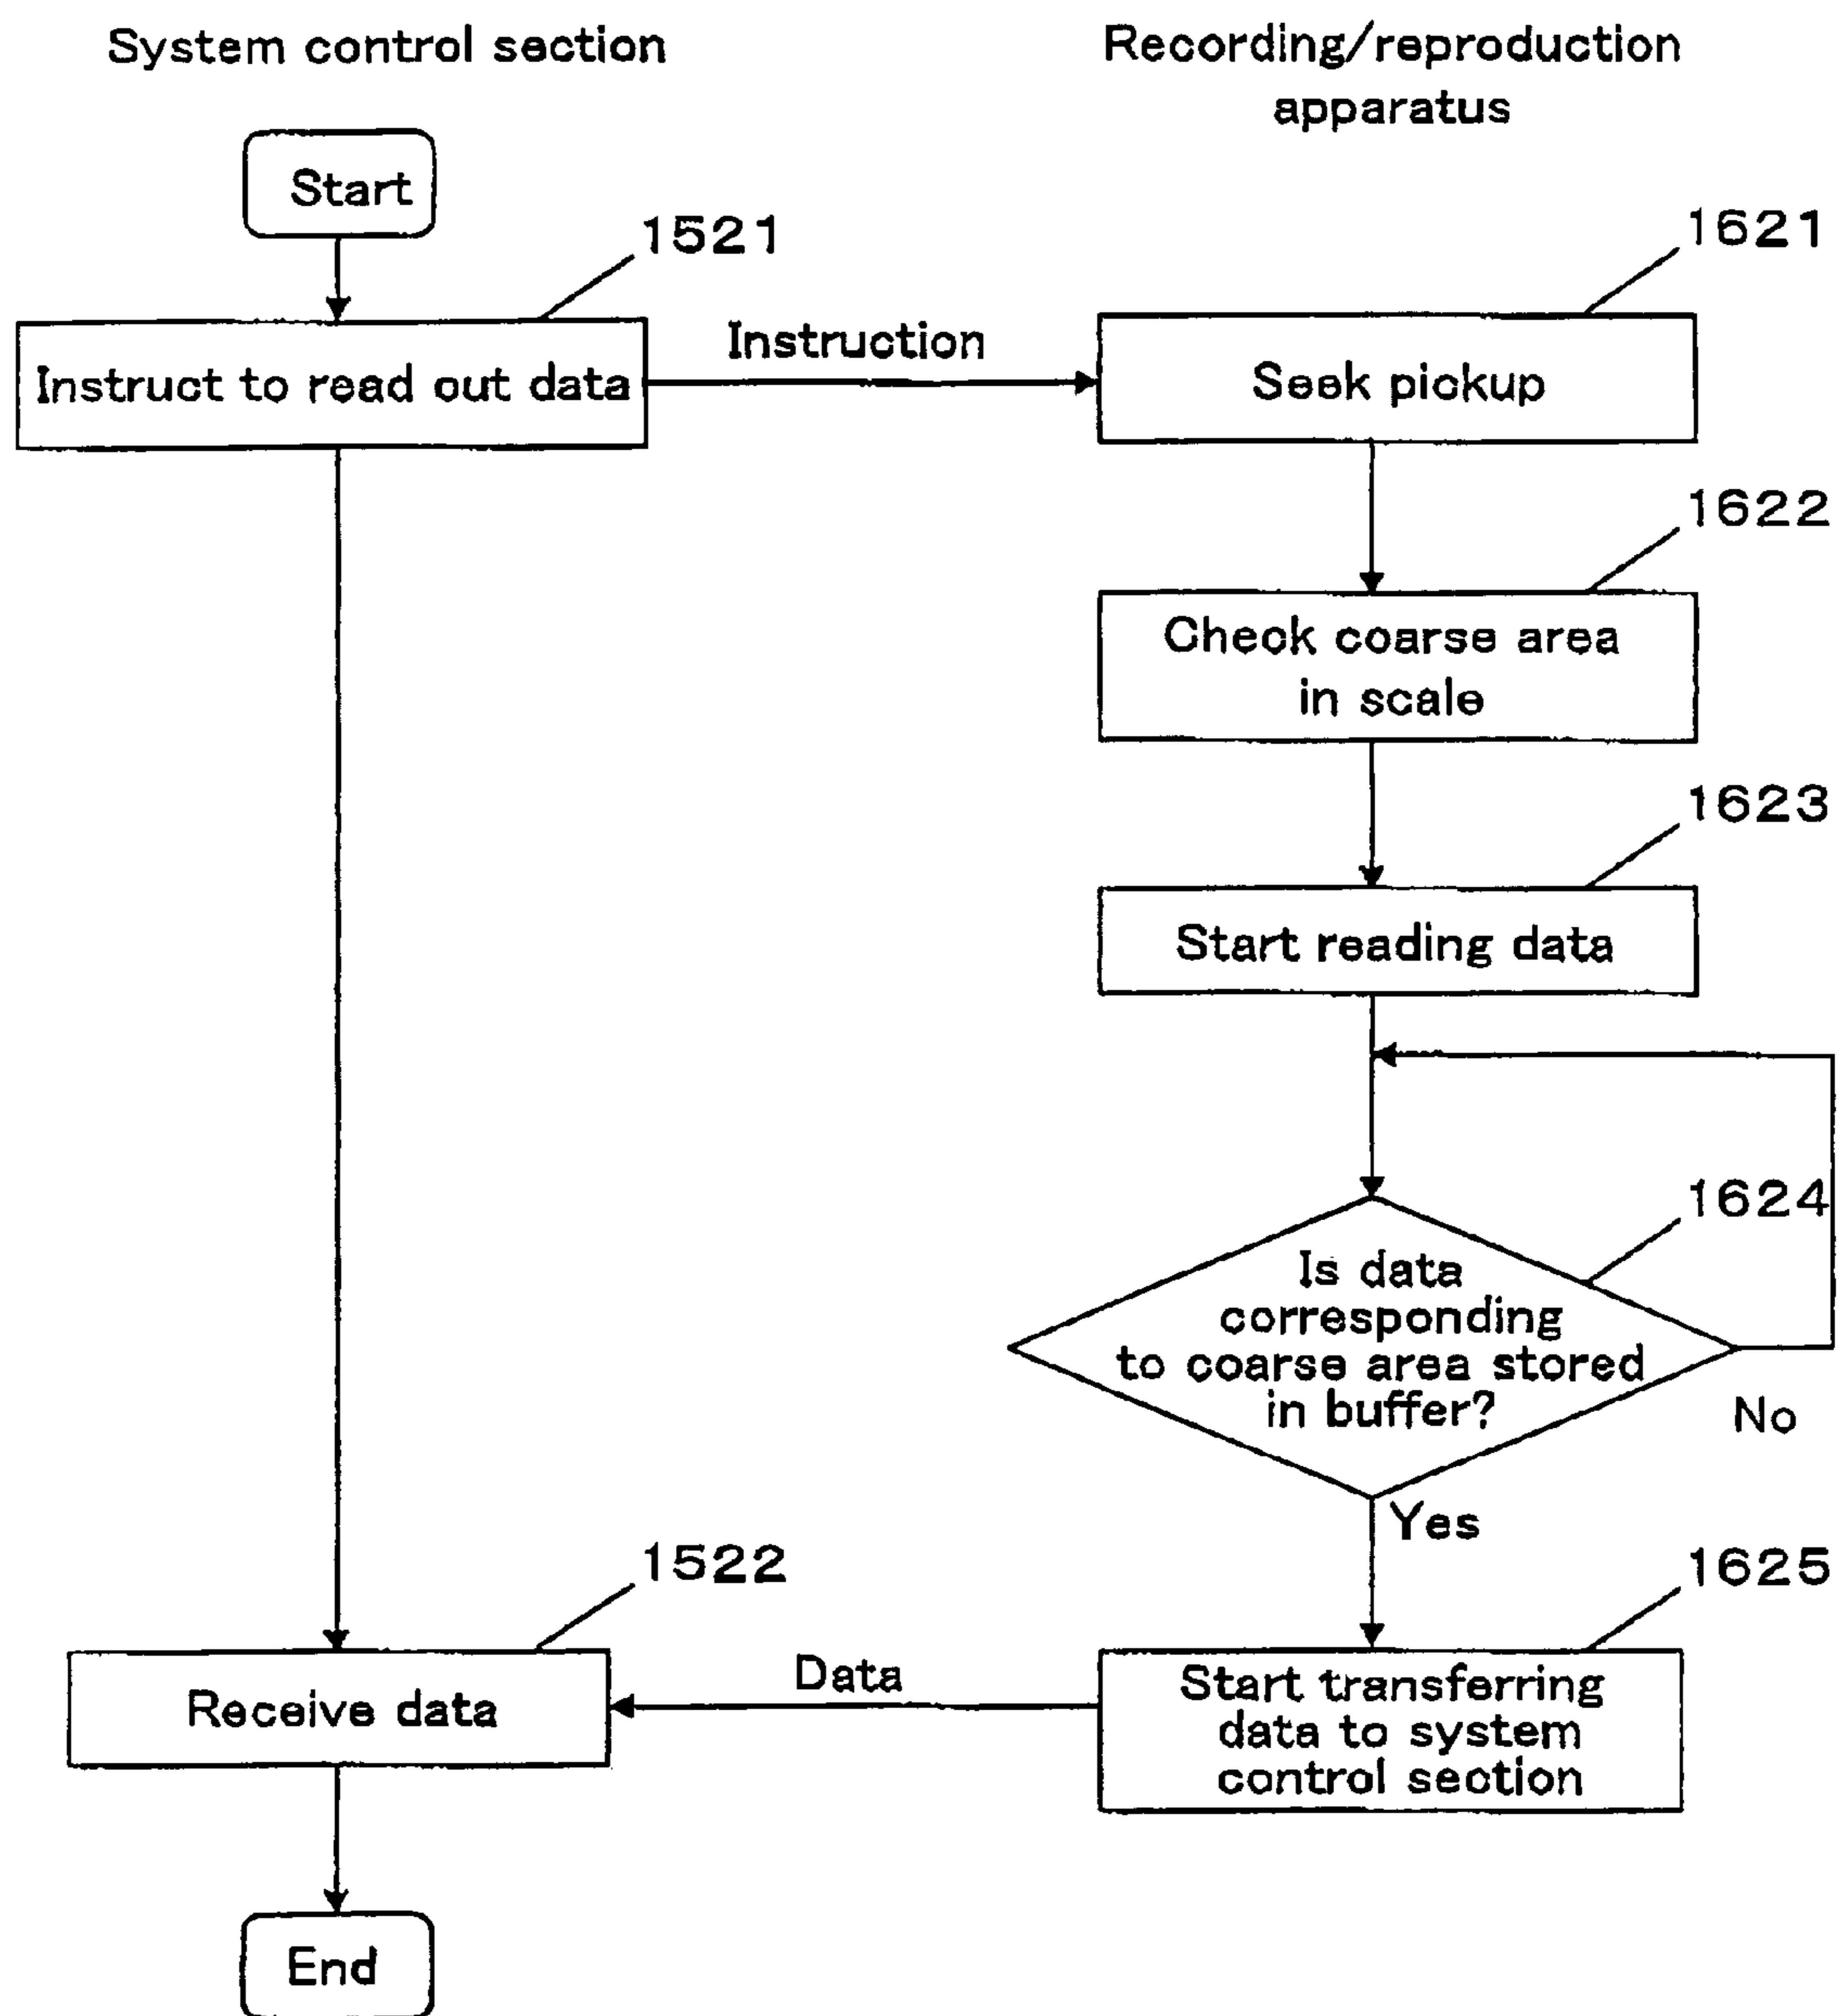 System control section
Recording/reproduction
apparatus
Start
1521
1621
Instruct to read out data
Instruction
Seek pickup
1622
Check coarse area
in scale
1623
Start reading data
1624
Is data
corresponding
to coarse area stored
in buffer?
No
Yes
1522
1625
Receive data
Data
Start transferring
data to system
control section
End